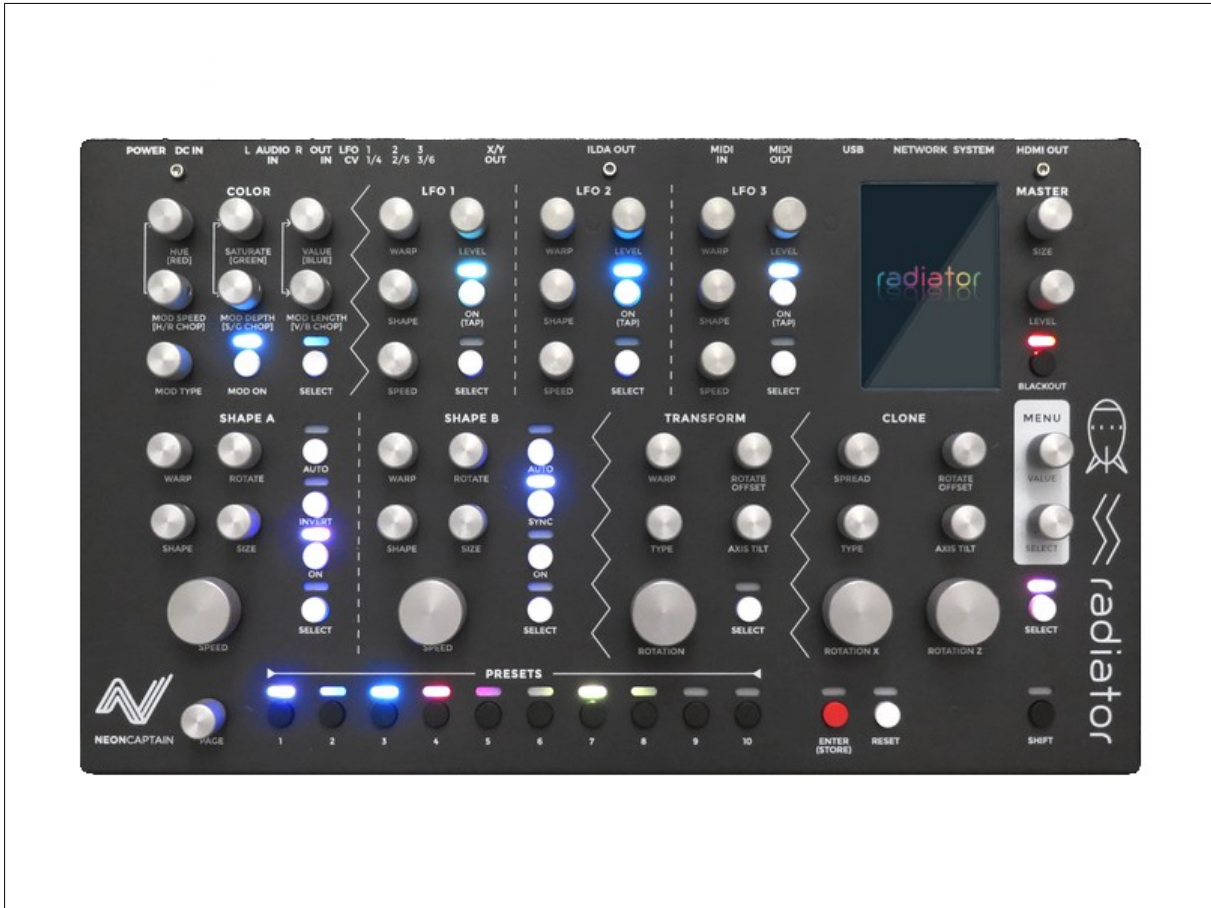 POWER DC IN L AUDIO R OUT LFO 1 2 3 X/Y ILDA OUT MIDI MIDI USB NETWORK SYSTEM HDMI OUT
IN IN CV 1/4 2/5 3/6 OUT IN OUT
COLOR LFO 1 LFO 2 LFO 3 MASTER
HUE SATURATE VALUE WARP LEVEL WARP LEVEL WARP LEVEL SIZE
[RED] [GREEN] [BLUE]
radiator
MOD SPEED MOD DEPTH MOD LENGTH SHAPE ON SHAPE ON SHAPE ON LEVEL
[H/R CHOP] [S/G CHOP] [V/B CHOP] (TAP) (TAP) (TAP)
MOD TYPE MOD ON SELECT SPEED SELECT SPEED SELECT SPEED SELECT BLACKOUT
SHAPE A SHAPE B TRANSFORM CLONE MENU
WARP ROTATE AUTO WARP ROTATE AUTO WARP ROTATE SPREAD ROTATE VALUE
OFFSET OFFSET
SHAPE SIZE INVERT SHAPE SIZE SYNC TYPE AXIS TILT TYPE AXIS TILT SELECT
ON ON
SPEED SELECT SPEED SELECT ROTATION SELECT ROTATION X ROTATION Z SELECT
radiator
PRESETS
NEONCAPTAIN PAGE 1 2 3 4 5 6 7 8 9 10 ENTER RESET SHIFT
(STORE)